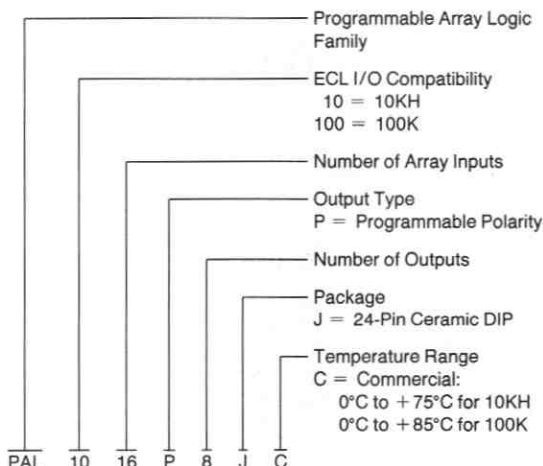 Programmable Array Logic
Family
ECL I/O Compatibility
10 = 10KH
100 = 100K
Number of Array Inputs
Output Type
P = Programmable Polarity
Number of Outputs
Package
J = 24-Pin Ceramic DIP
Temperature Range
C = Commercial:
0°C to +75°C for 10KH
0°C to +85°C for 100K
PAL 10 16 P 8 J C